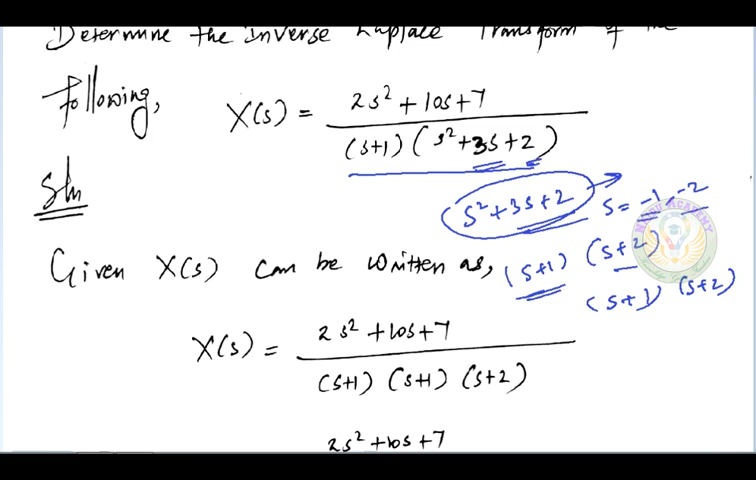 Determine the inverse Laplace Transform of the
following,
X(s) = 2s² + 10s + 7
(s+1) (s² + 3s + 2)
Sln
s² + 3s + 2 s = -1, -2
Given X(s) can be written as, (s+1) (s+2)
(s+1) (s+2)
X(s) = 2s² + 10s + 7
(s+1) (s+1) (s+2)
2s² + 10s + 7